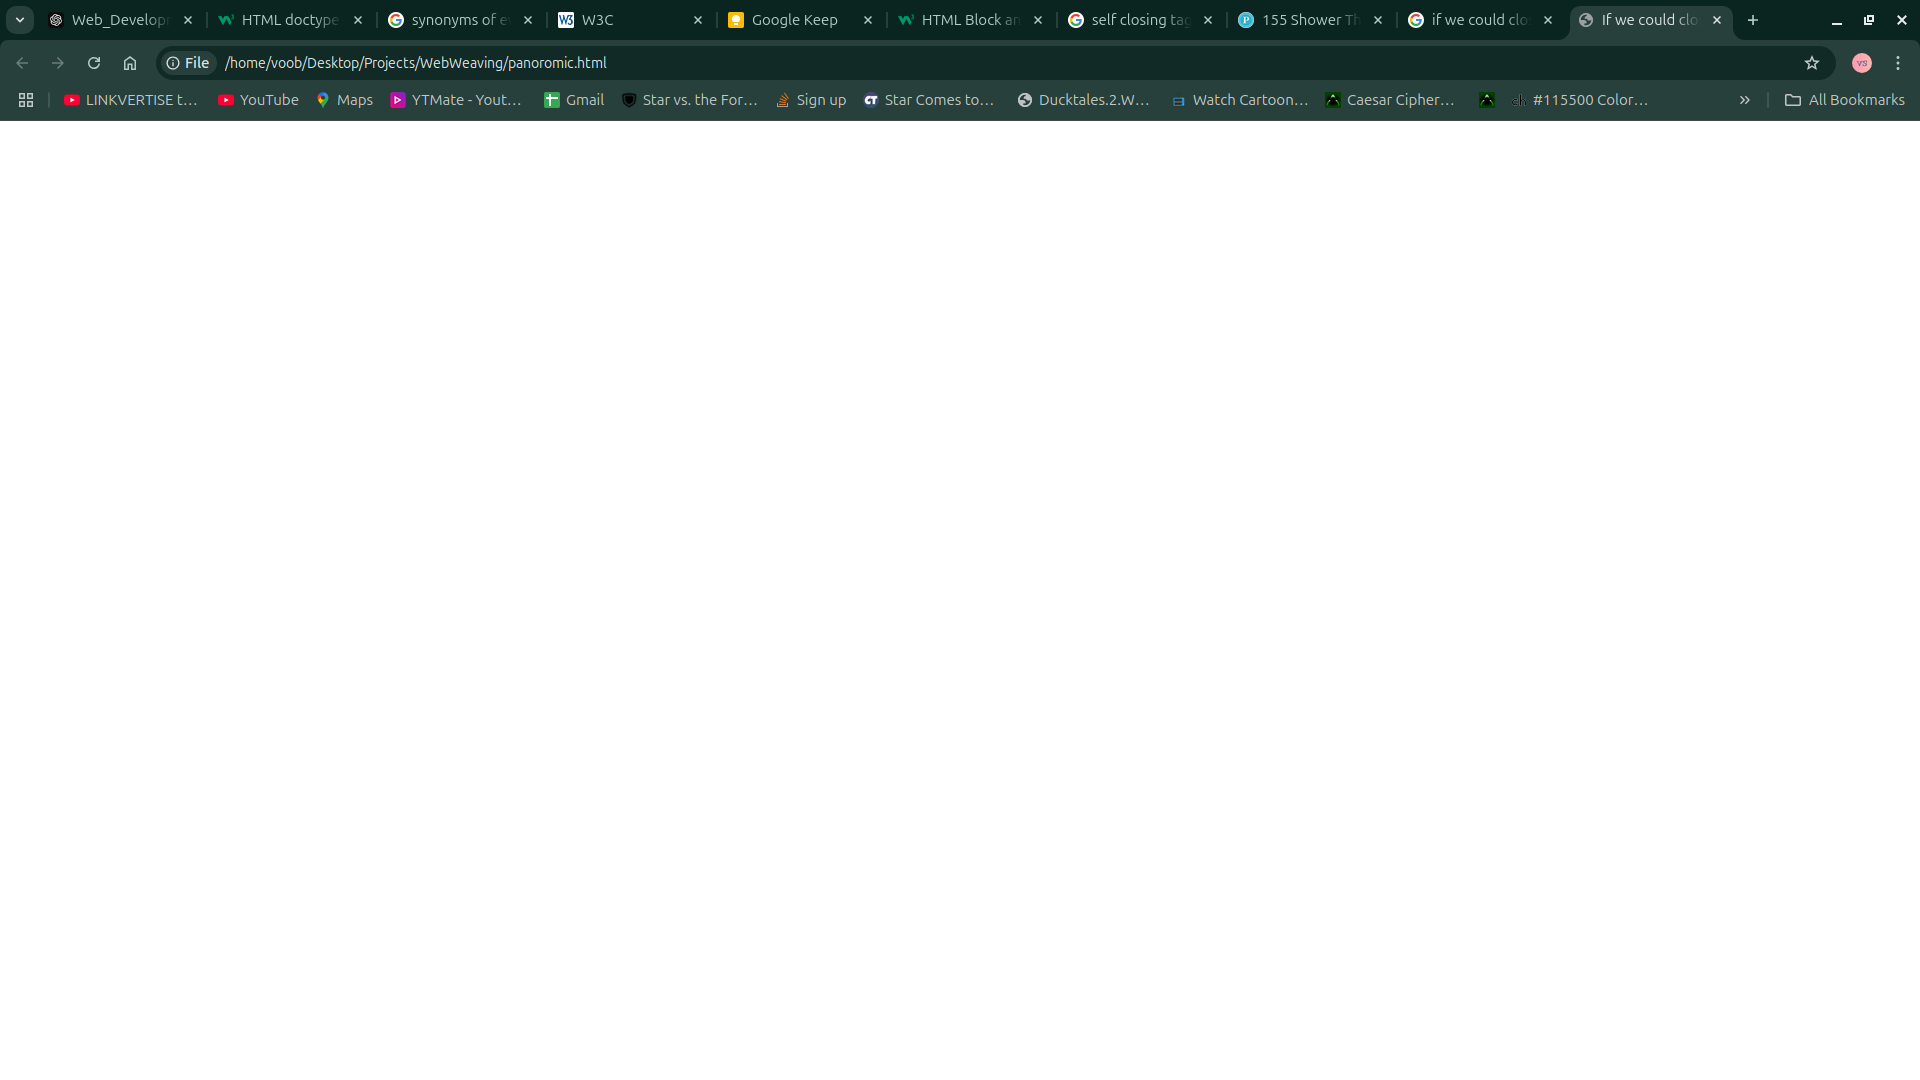 Web_Develop
HTML doctype
synonyms of e
W3C
Google Keep
HTML Block an
self closing tag
155 Shower Th
if we could clo
If we could clo
File
/home/voob/Desktop/Projects/WebWeaving/panoromic.html
VS
LINKVERTISE t...
YouTube
Maps
YTMate - Yout...
Gmail
Star vs. the For...
Sign up
Star Comes to...
Ducktales.2.W...
Watch Cartoon...
Caesar Cipher...
#115500 Color...
All Bookmarks